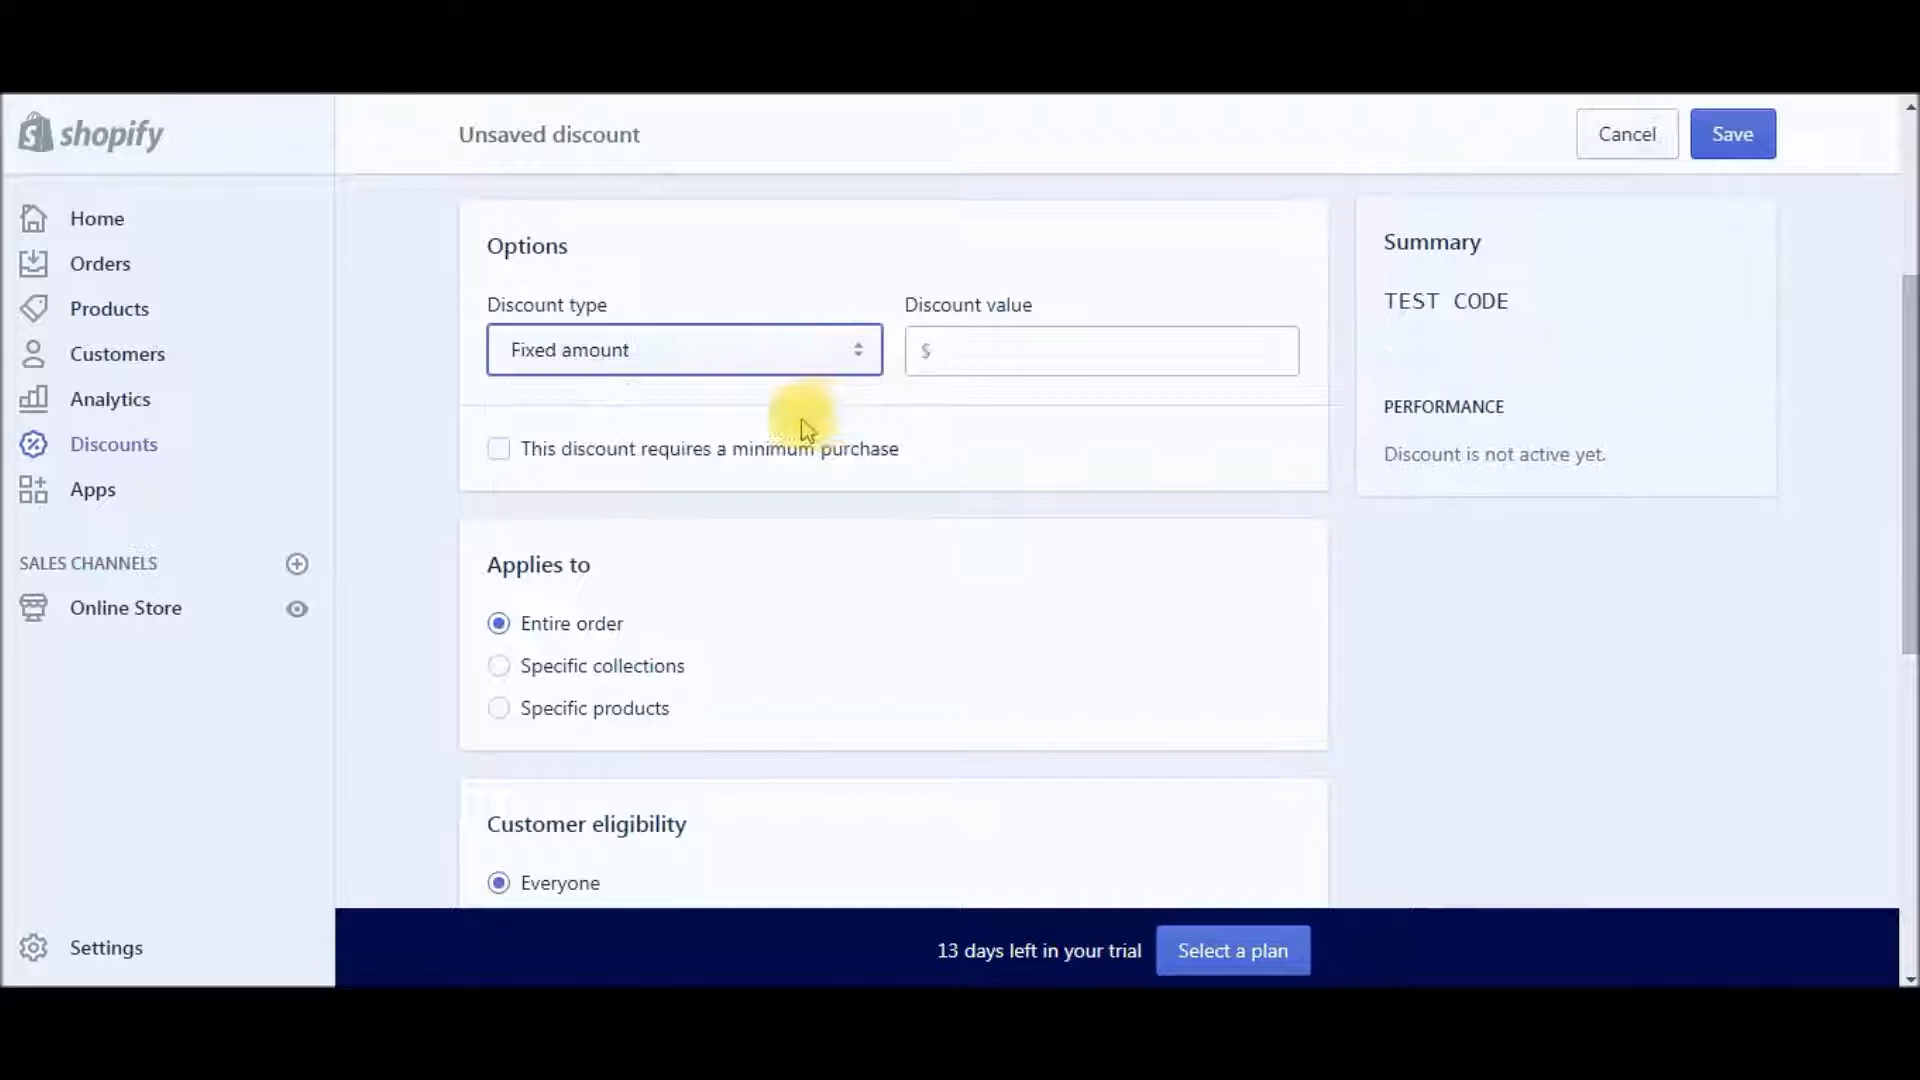 shopify
Unsaved discount
Cancel
Save
Home
Orders
Products
Customers
Analytics
Discounts
Apps
SALES CHANNELS
Online Store
Settings
Options
Discount type
Discount value
Fixed amount
$
This discount requires a minimum purchase
Applies to
Entire order
Specific collections
Specific products
Customer eligibility
Everyone
Summary
TEST CODE
PERFORMANCE
Discount is not active yet.
13 days left in your trial
Select a plan